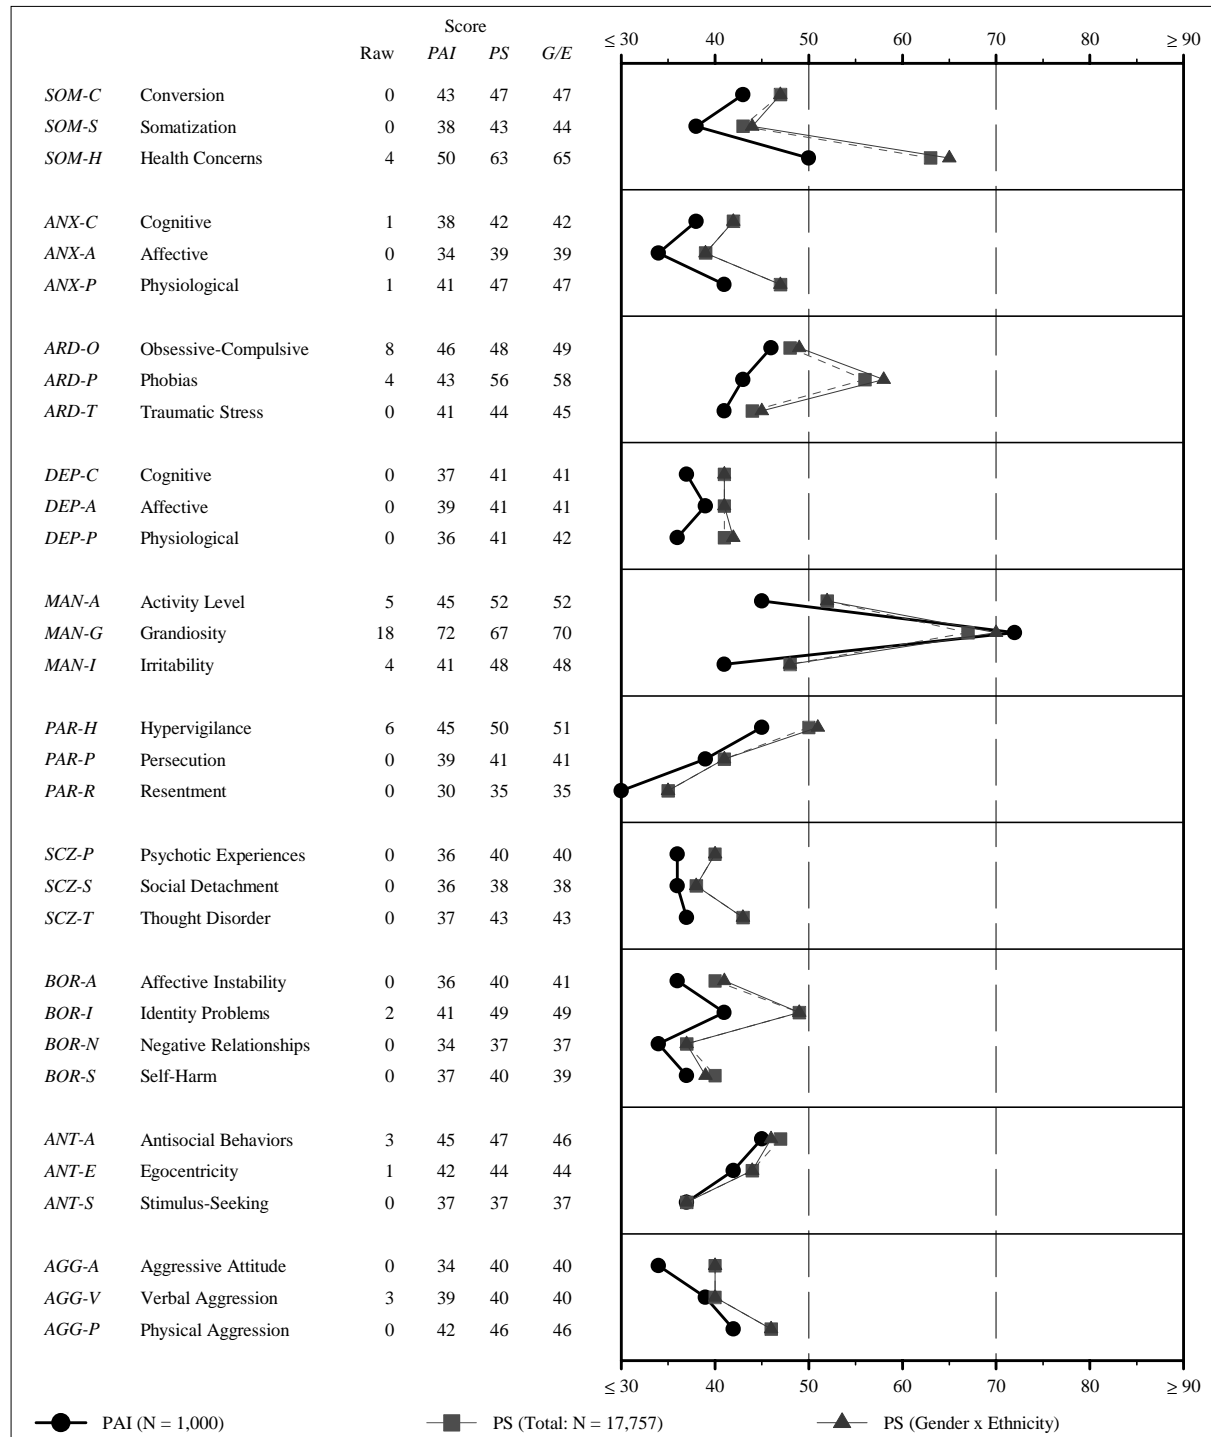 Score
Raw PAI PS G/E ≤ 30 40 50 60 70 ≥ 90
SOM-C Conversion 0 43 47 47
SOM-S Somatization 0 38 43 44
SOM-H Health Concerns 4 50 63 65
ANX-C Cognitive 1 38 42 42
ANX-A Affective 0 34 39 39
ANX-P Physiological 1 41 47 47
ARD-O Obsessive-Compulsive 8 46 48 49
ARD-P Phobias 4 43 56 58
ARD-T Traumatic Stress 0 41 44 45
DEP-C Cognitive 0 37 41 41
DEP-A Affective 0 39 41 41
DEP-P Physiological 0 36 41 42
MAN-A Activity Level 5 45 52 52
MAN-G Grandiosity 18 72 67 70
MAN-I Irritability 4 41 48 48
PAR-H Hypervigilance 6 45 50 51
PAR-P Persecution 0 39 41 41
PAR-R Resentment 0 30 35 35
SCZ-P Psychotic Experiences 0 36 40 40
SCZ-S Social Detachment 0 36 38 38
SCZ-T Thought Disorder 0 37 43 43
BOR-A Affective Instability 0 36 40 41
BOR-I Identity Problems 2 41 49 49
BOR-N Negative Relationships 0 34 37 37
BOR-S Self-Harm 0 37 40 39
ANT-A Antisocial Behaviors 3 45 47 46
ANT-E Egocentricity 1 42 44 44
ANT-S Stimulus-Seeking 0 37 37 37
AGG-A Aggressive Attitude 0 34 40 40
AGG-V Verbal Aggression 3 39 40 40
AGG-P Physical Aggression 0 42 46 46
≤ 30 40 50 60 70 ≥ 90
PAI (N = 1,000) PS (Total: N = 17,757) PS (Gender x Ethnicity)